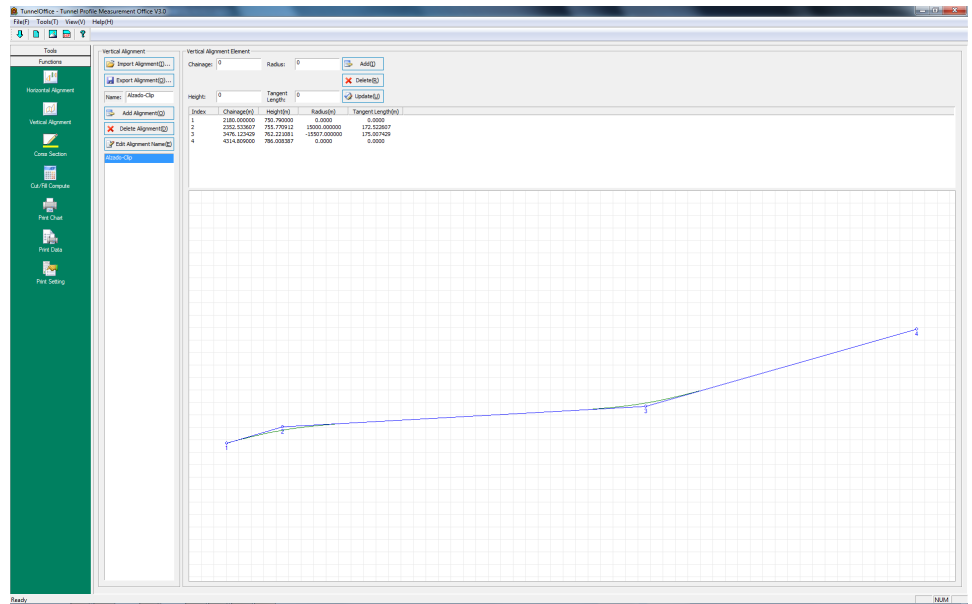 TunnelOffice - Tunnel Profile Measurement Office V3.0
File(F) Tools(T) View(V) Help(H)
Tools
Functions
Horizontal Alignment
Vertical Alignment
Corss Section
Cut/Fill Compute
Print Chart
Print Data
Print Setting
Vertical Alignment
Import Alignment(I)...
Export Alignment(O)...
Name: Alzado-Clip
Add Alignment(Q)
Delete Alignment(D)
Edit Alignment Name(E)
Alzado-Clip
Vertical Alignment Element
Chainage: 0 Radius: 0 Add(I)
Delete(R)
Height: 0 Tangent Length: 0 Update(U)
Index Chainage(m) Height(m) Radius(m) Tangent Length(m)
1 2180.000000 750.790000 0.0000 0.0000
2 2352.533607 755.770912 15000.000000 172.522607
3 3476.123429 762.221081 -15507.000000 175.007429
4 4314.809000 786.008387 0.0000 0.0000
1
2
3
4
Ready
NUM